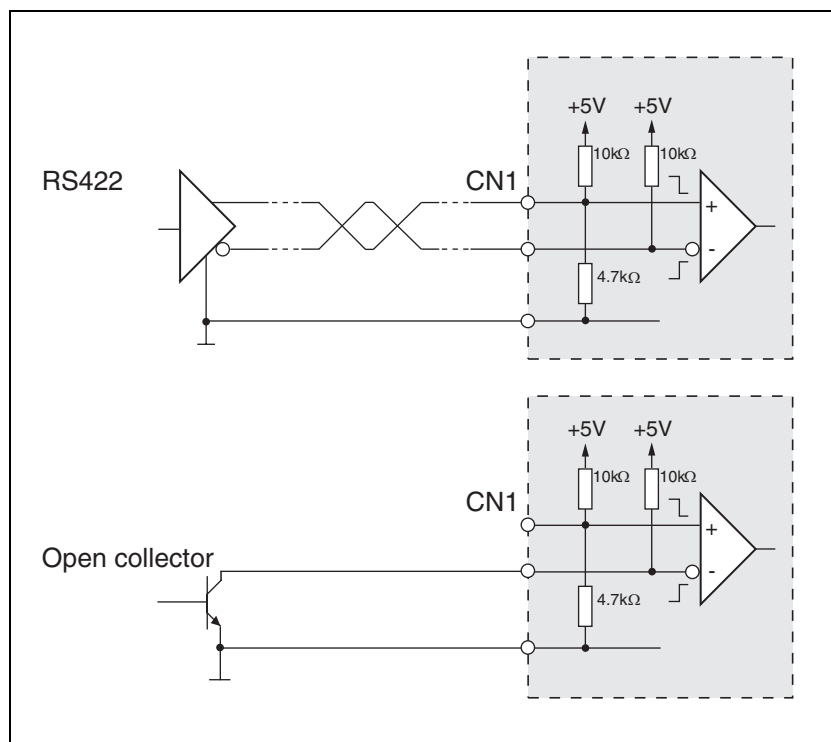 +5V +5V
10kΩ 10kΩ
RS422 CN1
+
-
4.7kΩ
+5V +5V
10kΩ 10kΩ
CN1
+
Open collector
-
4.7kΩ